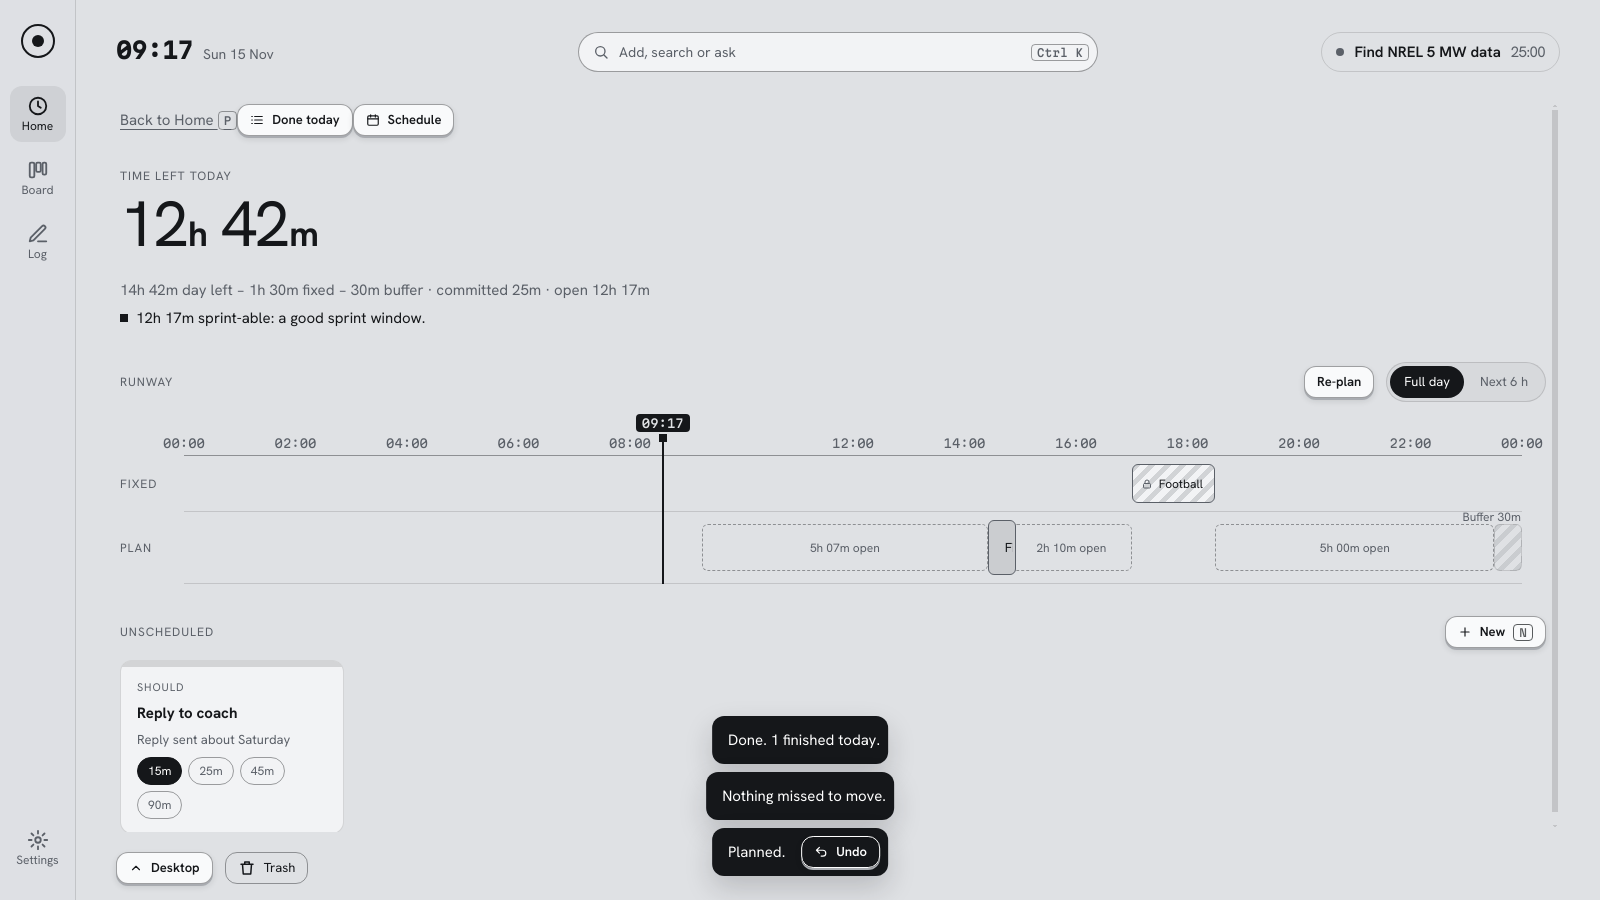 09:17 Sun 15 Nov
Add, search or ask Ctrl K
Find NREL 5 MW data 25:00
Home
Board
Log
Settings
Back to Home P Done today Schedule
TIME LEFT TODAY
12h 42m
14h 42m day left – 1h 30m fixed – 30m buffer · committed 25m · open 12h 17m
12h 17m sprint-able: a good sprint window.
RUNWAY Re-plan Full day Next 6 h
09:17
00:00 02:00 04:00 06:00 08:00 12:00 14:00 16:00 18:00 20:00 22:00 00:00
FIXED Football
Buffer 30m
PLAN 5h 07m open F 2h 10m open 5h 00m open
UNSCHEDULED New N
SHOULD
Reply to coach
Reply sent about Saturday
15m 25m 45m
90m
Done. 1 finished today.
Nothing missed to move.
Planned. Undo
Desktop Trash